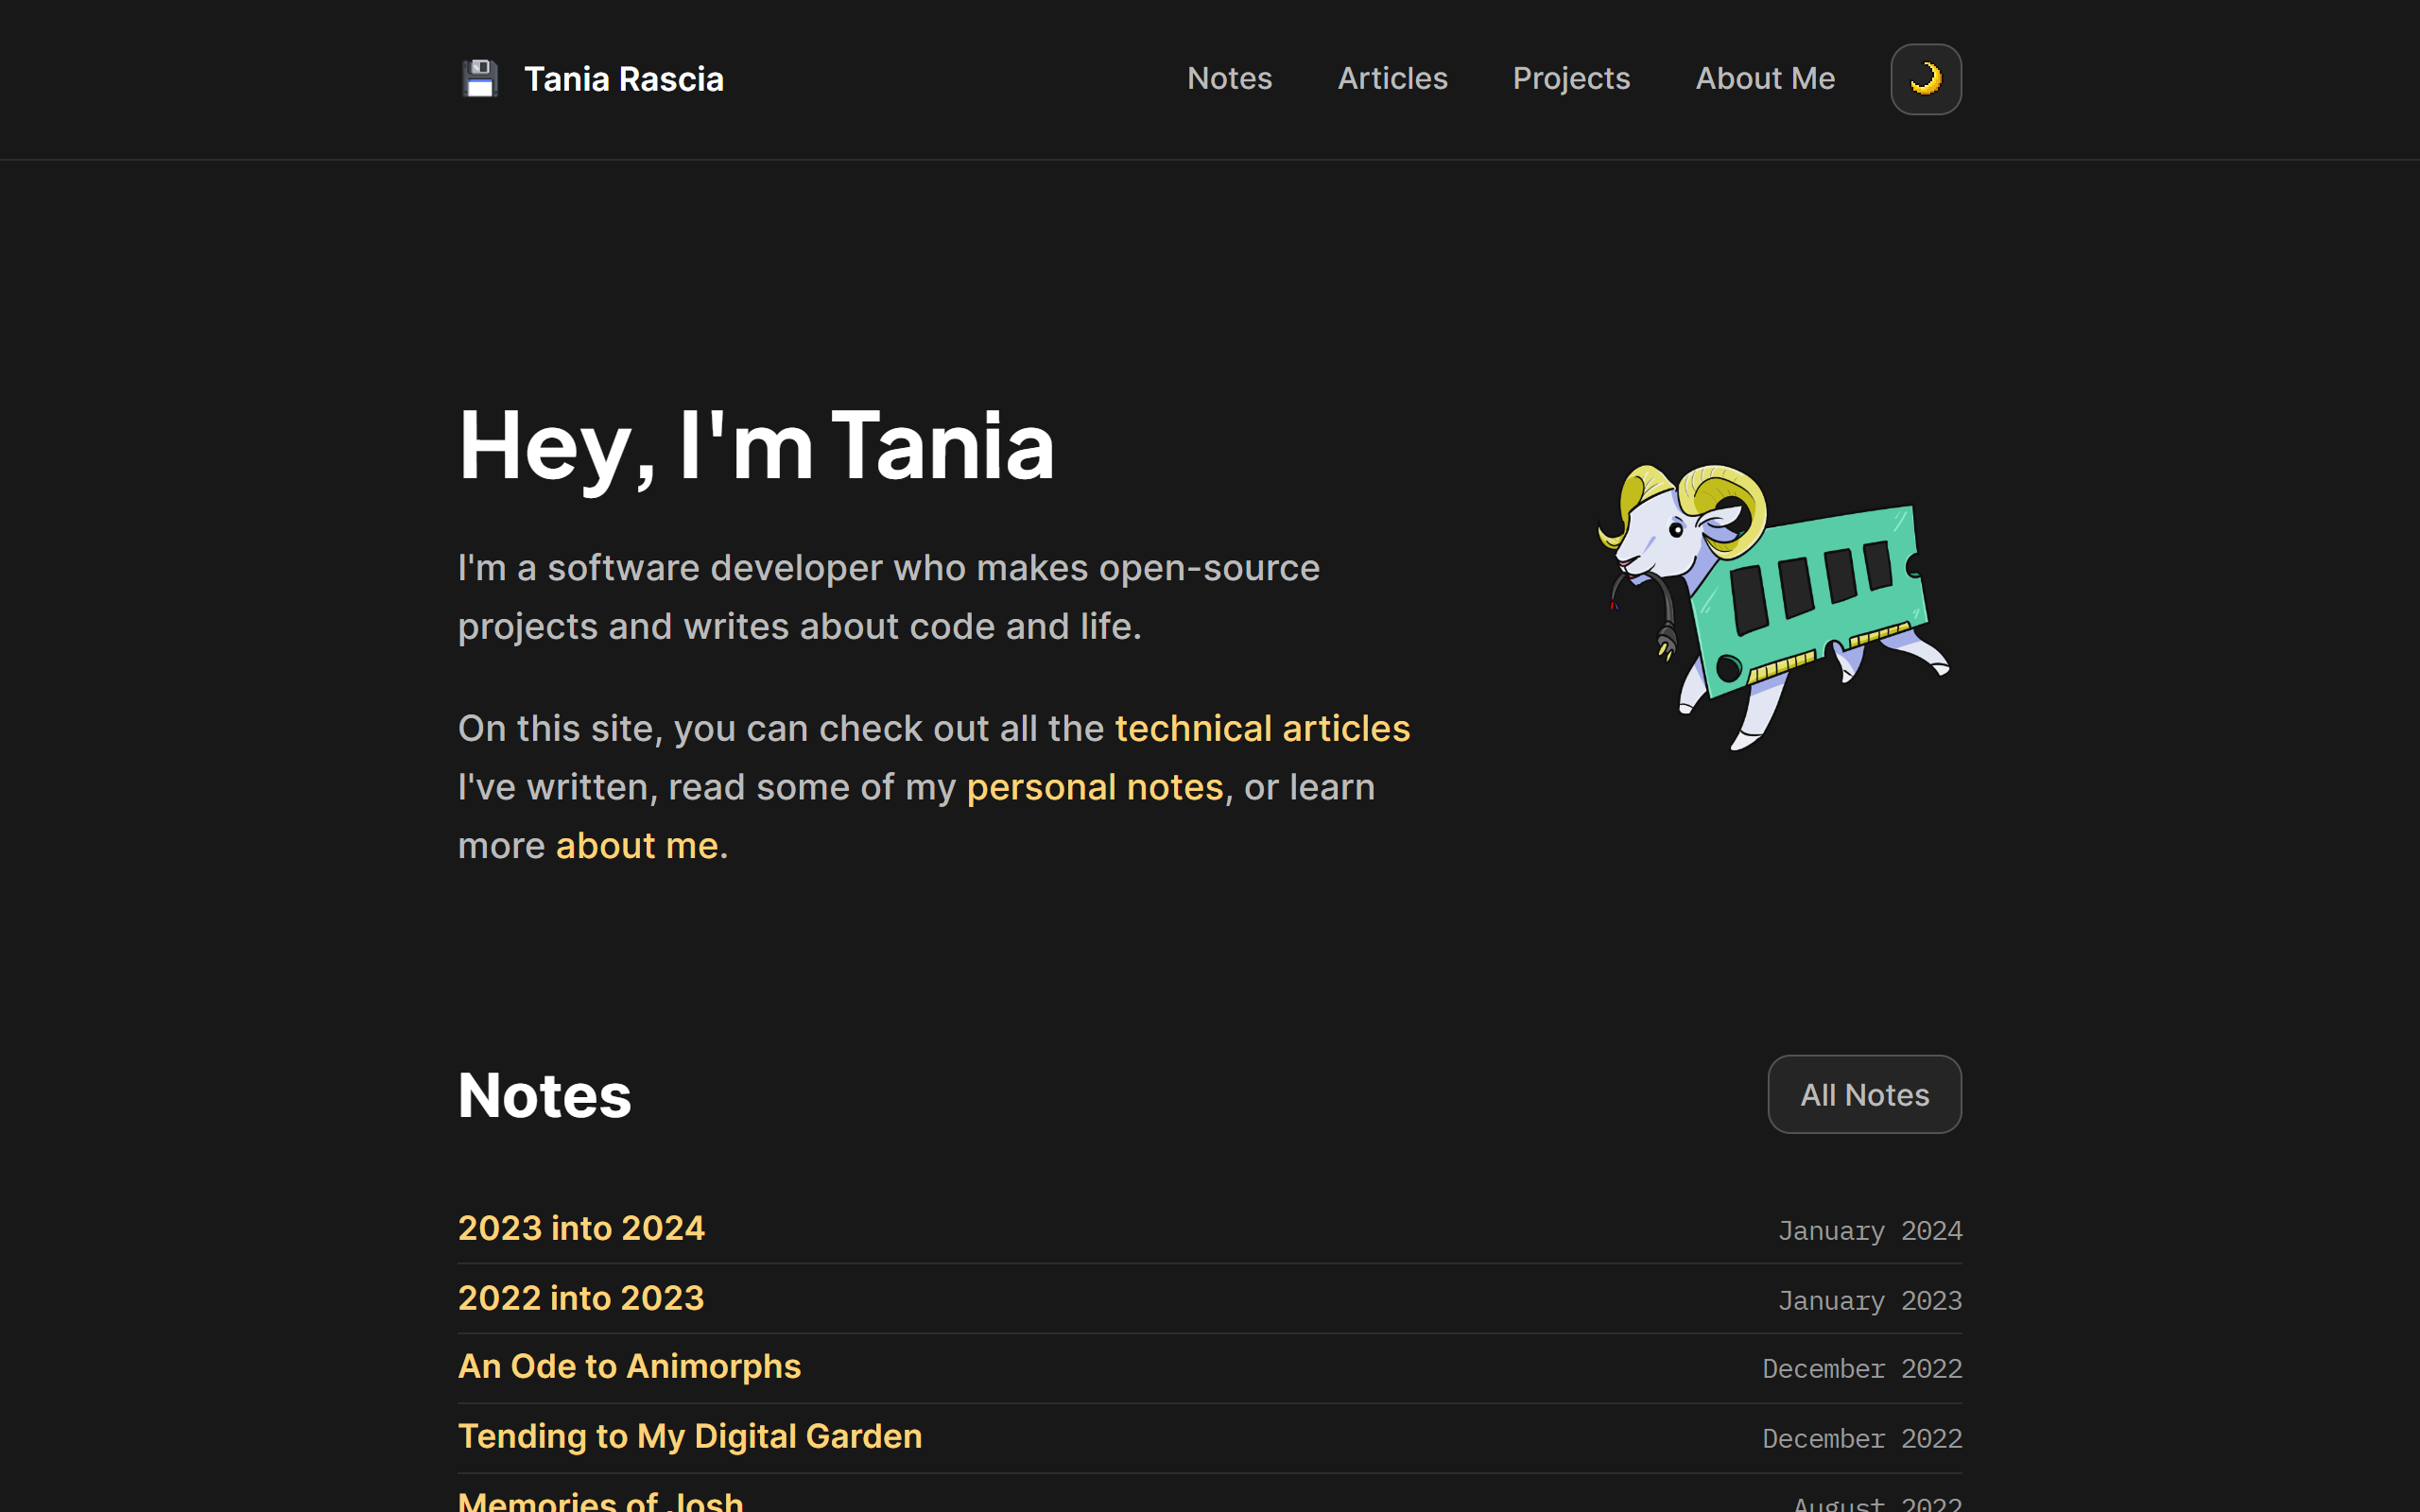 Tania Rascia
Notes Articles Projects About Me
Hey, I'm Tania
I'm a software developer who makes open-source
projects and writes about code and life.
On this site, you can check out all the technical articles
I've written, read some of my personal notes, or learn
more about me.
Notes All Notes
2023 into 2024 January 2024
2022 into 2023 January 2023
An Ode to Animorphs December 2022
Tending to My Digital Garden December 2022
Memories of Josh August 2022